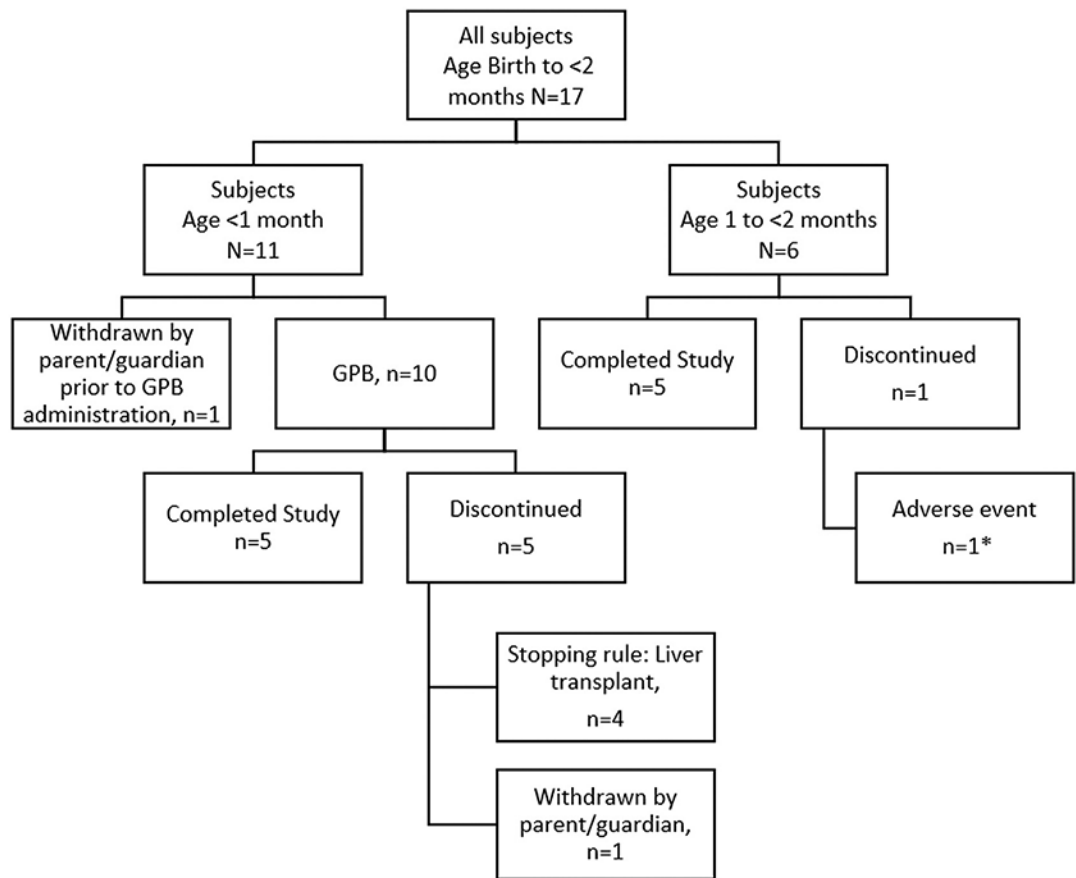 All subjects
Age Birth to <2
months N=17
Subjects
Age <1 month
N=11
Subjects
Age 1 to <2 months
N=6
Withdrawn by
parent/guardian
prior to GPB
administration, n=1
GPB, n=10
Completed Study
n=5
Discontinued
n=1
Completed Study
n=5
Discontinued
n=5
Adverse event
n=1*
Stopping rule: Liver
transplant,
n=4
Withdrawn by
parent/guardian,
n=1